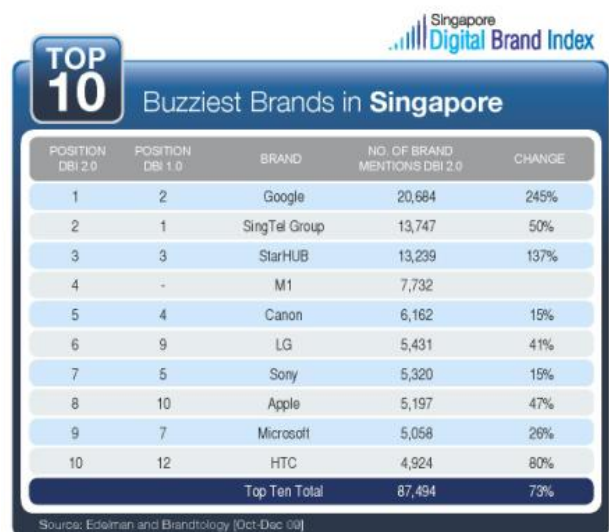 Singapore
Digital Brand Index
TOP
10
Buzziest Brands in Singapore
POSITION DBI 2.0 POSITION DBI 1.0 BRAND NO. OF BRAND MENTIONS DBI 2.0 CHANGE
1 2 Google 20,684 245%
2 1 SingTel Group 13,747 50%
3 3 StarHUB 13,239 137%
4 - M1 7,732
5 4 Canon 6,162 15%
6 9 LG 5,431 41%
7 5 Sony 5,320 15%
8 10 Apple 5,197 47%
9 7 Microsoft 5,058 26%
10 12 HTC 4,924 80%
Top Ten Total 87,494 73%
Source: Edelman and Brandtology [Oct-Dec 09]